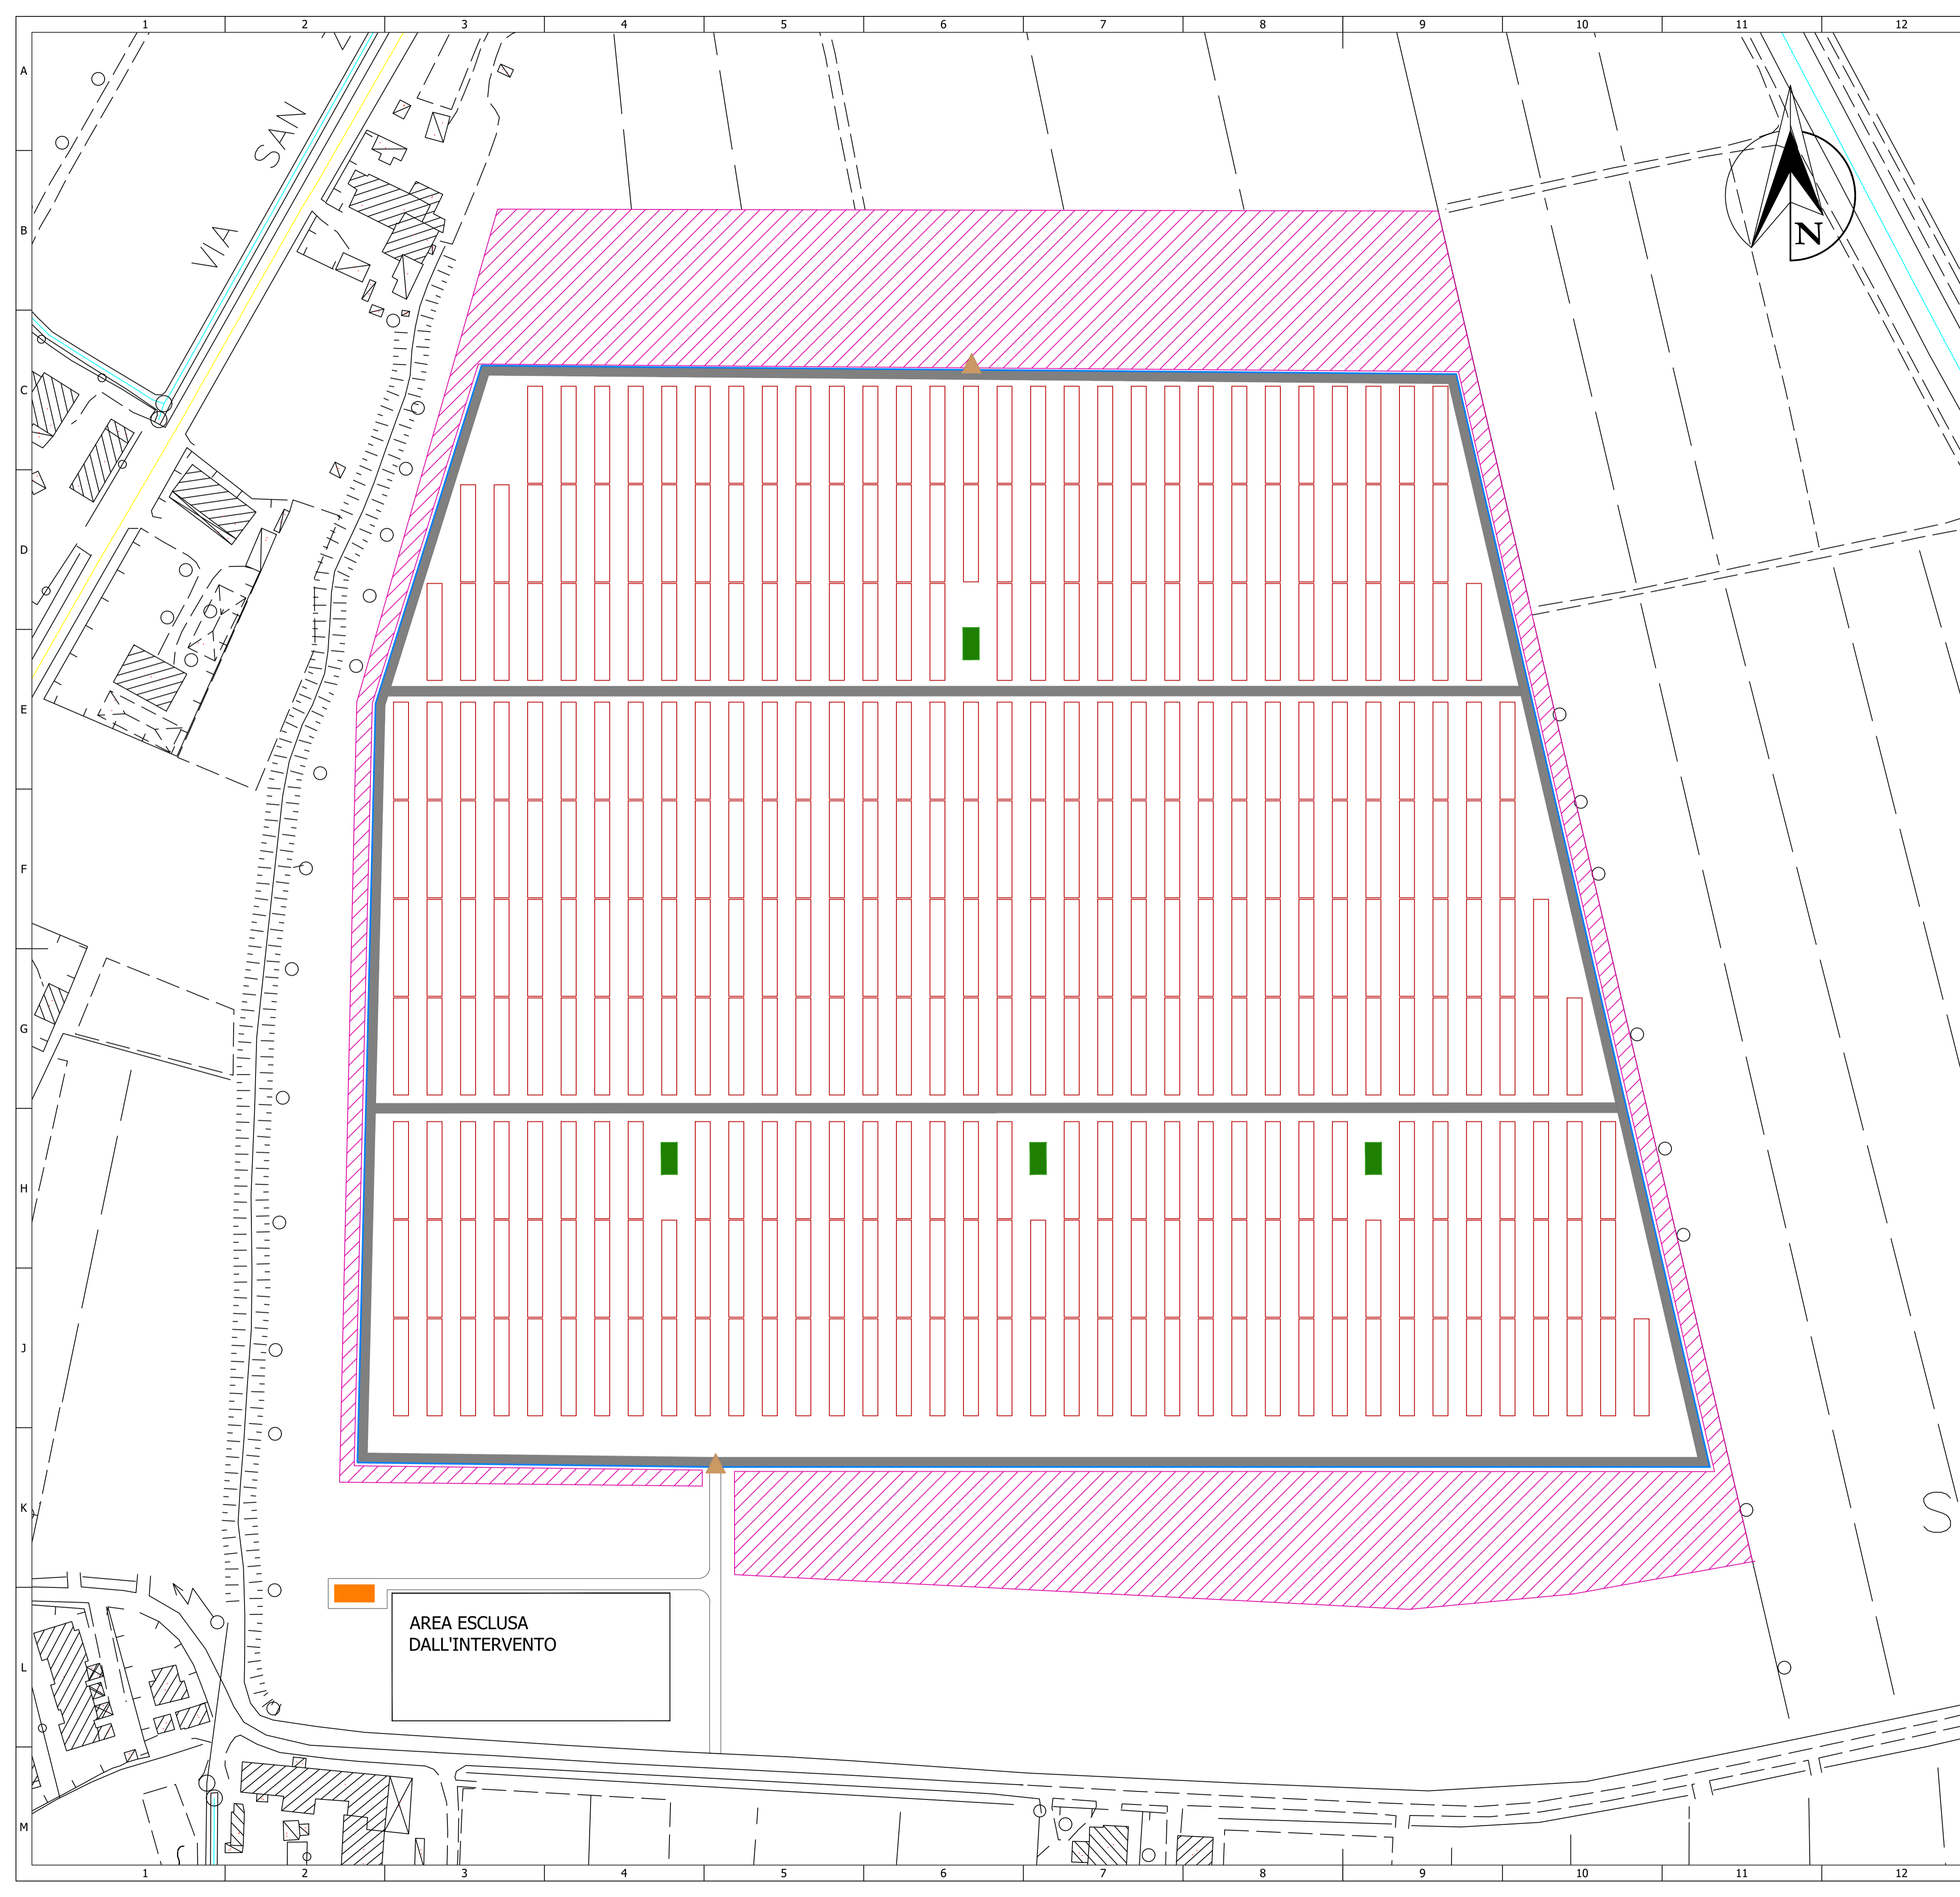 1 2 3 4 5 6 7 8 9 10 11 12
A
SAN
VIA
B
N
C
D
E
F
G
H
J
S
K
AREA ESCLUSA
DALL'INTERVENTO
L
M
1 2 3 4 5 6 7 8 9 10 11 12